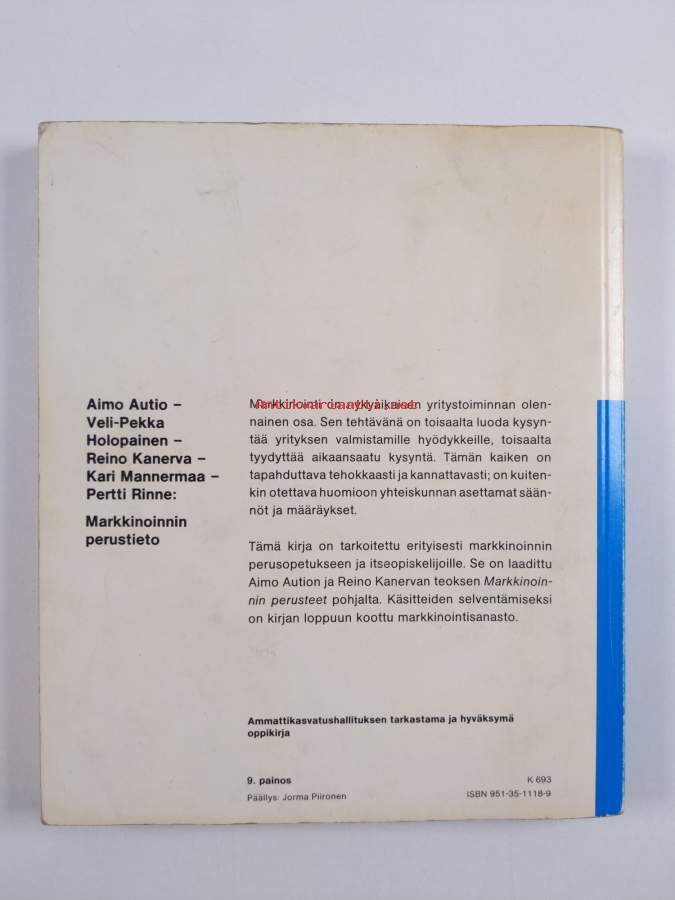 Aimo Autio –
Veli-Pekka
Holopainen –
Reino Kanerva –
Kari Mannermaa –
Pertti Rinne:
Markkinoinnin
perustieto
Markkinointi on nykyaikaisen yritystoiminnan olen-
nainen osa. Sen tehtävänä on toisaalta luoda kysyn-
tää yrityksen valmistamille hyödykkeille, toisaalta
tyydyttää aikaansaatu kysyntä. Tämän kaiken on
tapahduttava tehokkaasti ja kannattavasti; on kuiten-
kin otettava huomioon yhteiskunnan asettamat sään-
nöt ja määräykset.
Tämä kirja on tarkoitettu erityisesti markkinoinnin
perusopetukseen ja itseopiskelijoille. Se on laadittu
Aimo Aution ja Reino Kanervan teoksen Markkinoin-
nin perusteet pohjalta. Käsitteiden selventämiseksi
on kirjan loppuun koottu markkinointisanasto.
Ammattikasvatushallituksen tarkastama ja hyväksymä
oppikirja
9. painos
Päällys: Jorma Piironen
K 693
ISBN 951-35-1118-9